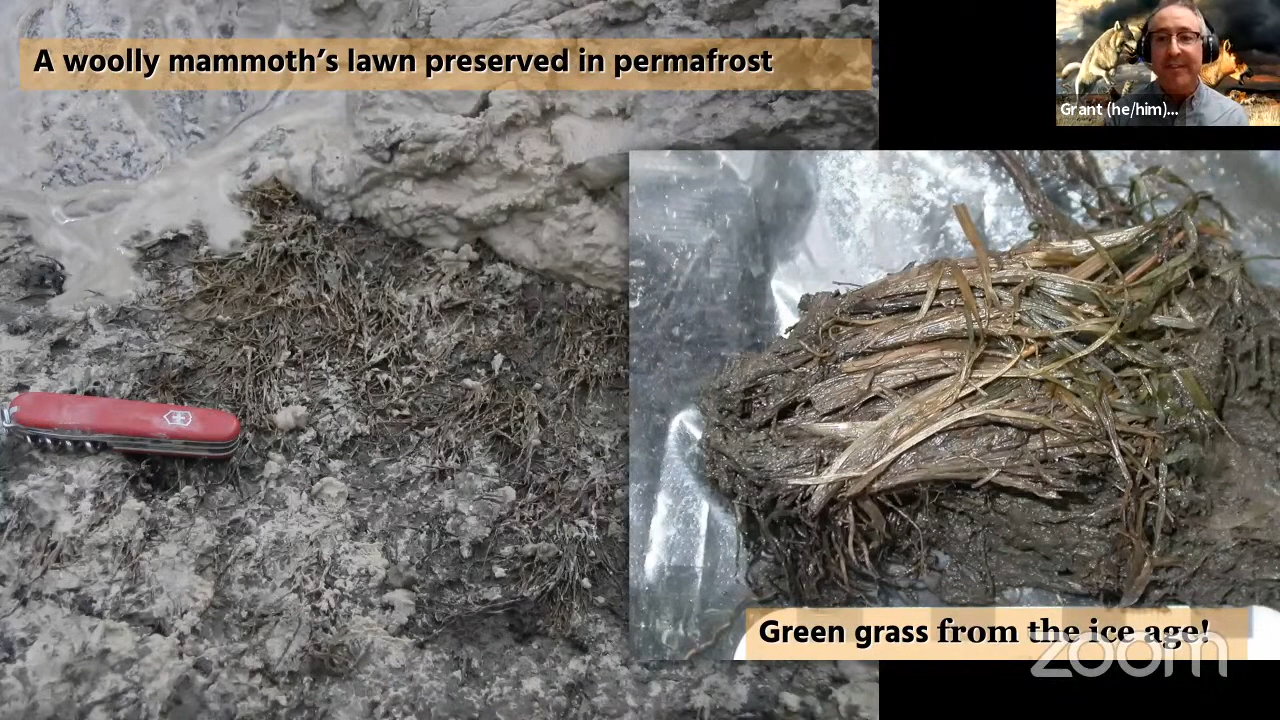 A woolly mammoth’s lawn preserved in permafrost
Grant (he/him)...
Green grass from the ice age!
zoom